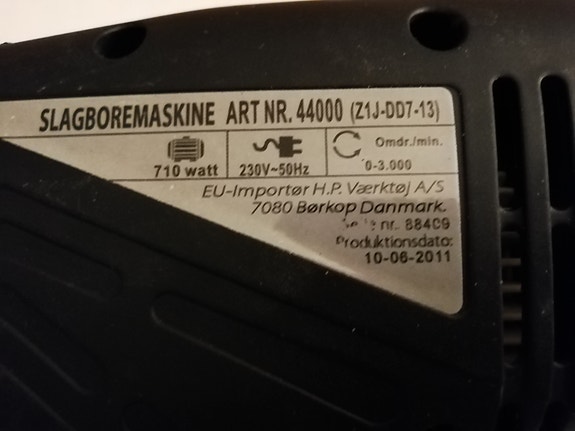 SLAGBOREMASKINE ART NR. 44000 (Z1J-DD7-13)
710 watt 230V~50Hz Omdr./min. 0-3.000
EU-Importør H.P. Værktøj A/S
7080 Børkop Danmark.
nr. 88409
Produktionsdato:
10-06-2011